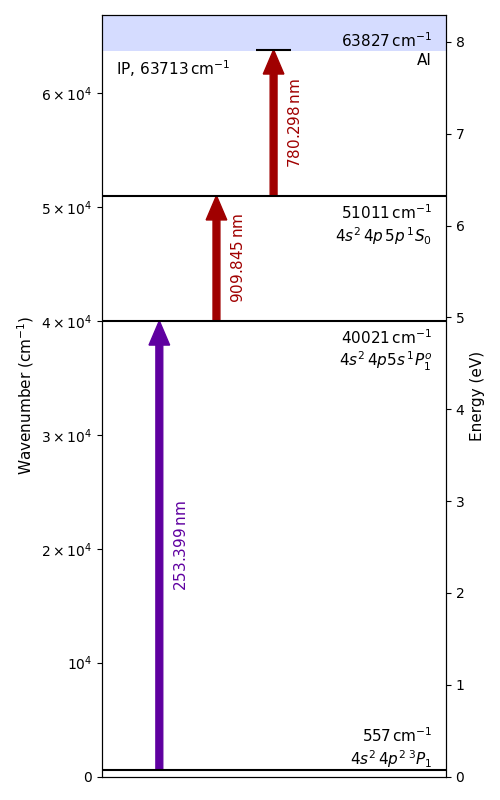 63827 cm⁻¹
AI
IP, 63713 cm⁻¹
780.298 nm
51011 cm⁻¹
4s² 4p 5p ¹S₀
909.845 nm
40021 cm⁻¹
4s² 4p5s ¹P₁ᵒ
253.399 nm
557 cm⁻¹
4s² 4p² ³P₁
Wavenumber (cm⁻¹)
6 × 10⁴
5 × 10⁴
4 × 10⁴
3 × 10⁴
2 × 10⁴
10⁴
0
Energy (eV)
8
7
6
5
4
3
2
1
0